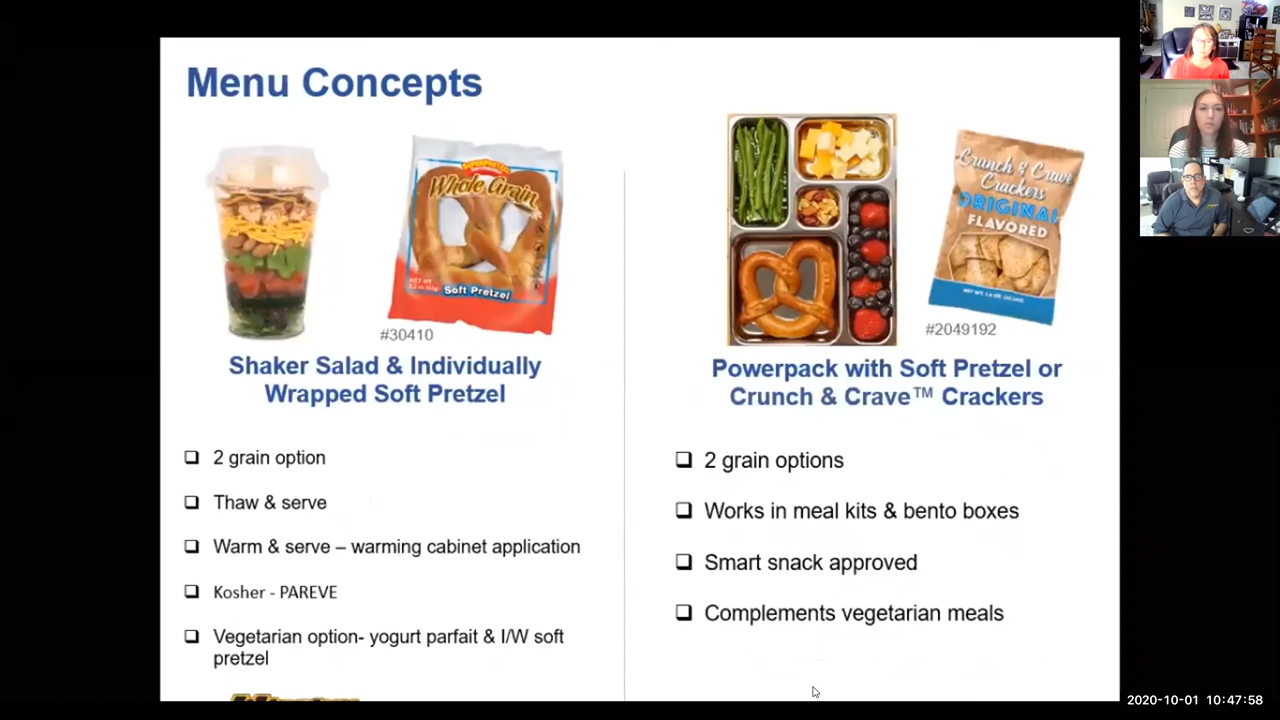 Menu Concepts
SUPERPRETZEL
Whole Grain
Soft Pretzel
#30410
Shaker Salad & Individually
Wrapped Soft Pretzel
❑ 2 grain option
❑ Thaw & serve
❑ Warm & serve – warming cabinet application
❑ Kosher - PAREVE
❑ Vegetarian option- yogurt parfait & I/W soft
pretzel
Crunch & Crave
Crackers
ORIGINAL
FLAVORED
#2049192
Powerpack with Soft Pretzel or
Crunch & Crave™ Crackers
❑ 2 grain options
❑ Works in meal kits & bento boxes
❑ Smart snack approved
❑ Complements vegetarian meals
2020-10-01 10:47:58